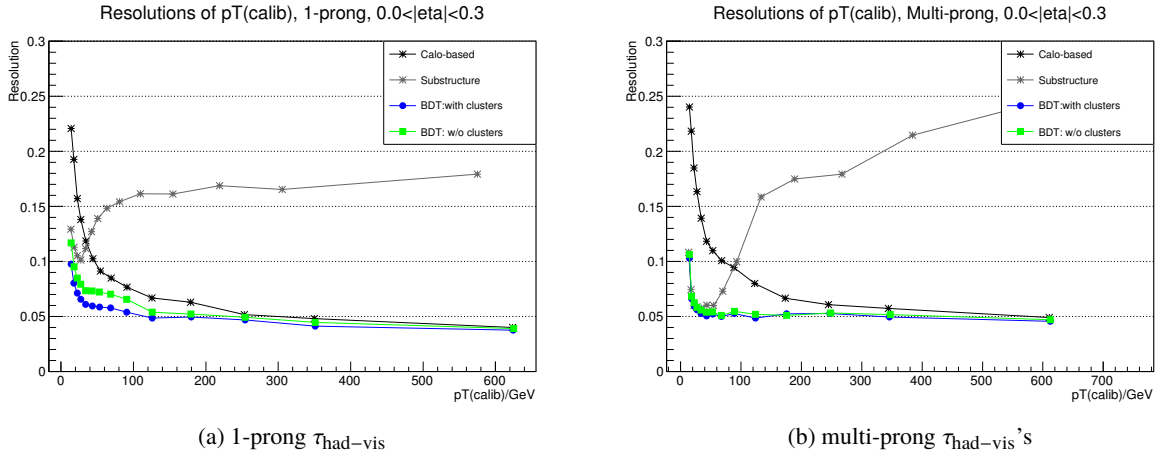 Resolutions of pT(calib), 1-prong, 0.0<|eta|<0.3
Resolution
0.3
0.25
0.2
0.15
0.1
0.05
0
0 100 200 300 400 500 600
pT(calib)/GeV
Calo-based
Substructure
BDT:with clusters
BDT: w/o clusters
(a) 1-prong τhad−vis
Resolutions of pT(calib), Multi-prong, 0.0<|eta|<0.3
Resolution
0.3
0.25
0.2
0.15
0.1
0.05
0
0 100 200 300 400 500 600 700
pT(calib)/GeV
Calo-based
Substructure
BDT:with clusters
BDT: w/o clusters
(b) multi-prong τhad−vis's